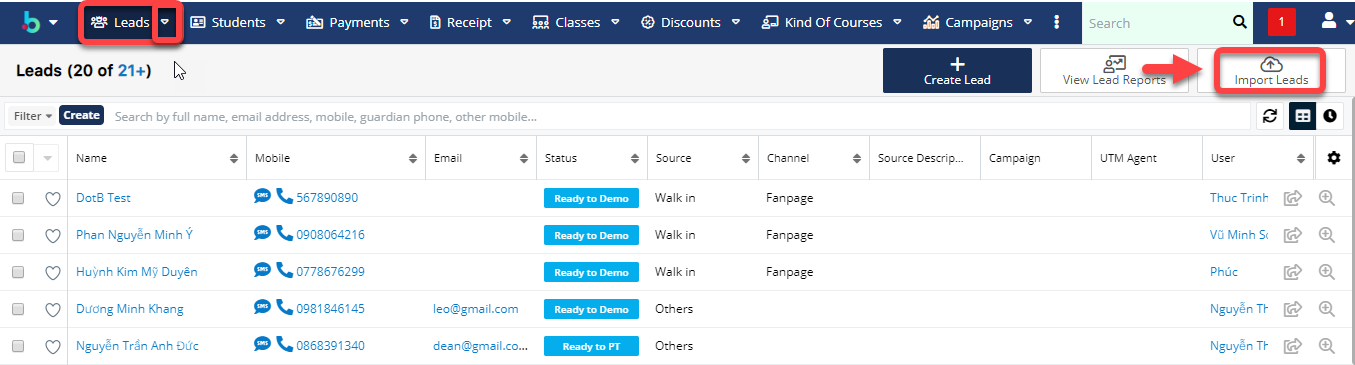 Leads Students Payments Receipt Classes Discounts Kind Of Courses Campaigns Search 1
Leads (20 of 21+)
Create Lead View Lead Reports Import Leads
Filter Create Search by full name, email address, mobile, guardian phone, other mobile...
Name Mobile Email Status Source Channel Source Descrip... Campaign UTM Agent User
DotB Test SMS 567890890 Ready to Demo Walk in Fanpage Thuc Trinh
Phan Nguyễn Minh Ý SMS 0908064216 Ready to Demo Walk in Fanpage Vũ Minh
Huỳnh Kim Mỹ Duyên SMS 0778676299 Ready to Demo Walk in Fanpage Phúc
Dương Minh Khang SMS 0981846145 leo@gmail.com Ready to Demo Others Nguyễn Th
Nguyễn Trần Anh Đức SMS 0868391340 dean@gmail.co... Ready to PT Others Nguyễn Th